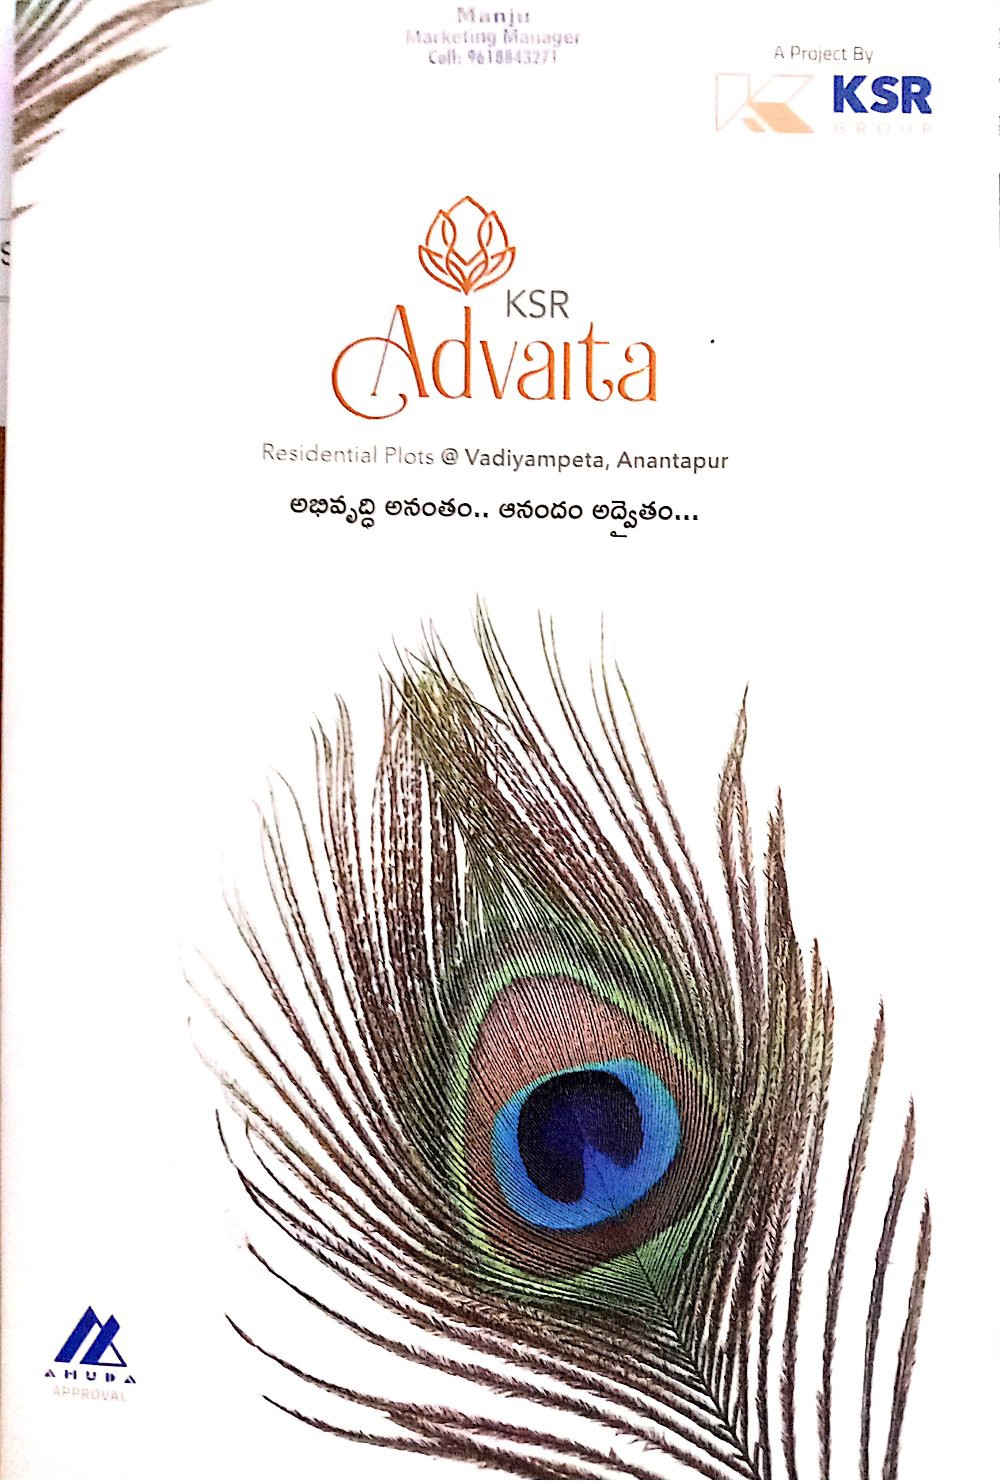 Manju
Marketing Manager
Cell: 9618843271
A Project By
KSR
GROUP
KSR
Advaita
Residential Plots @ Vadiyampeta, Anantapur
అభివృద్ధి అనంతం.. ఆనందం అద్వైతం...
AHUDA
APPROVAL